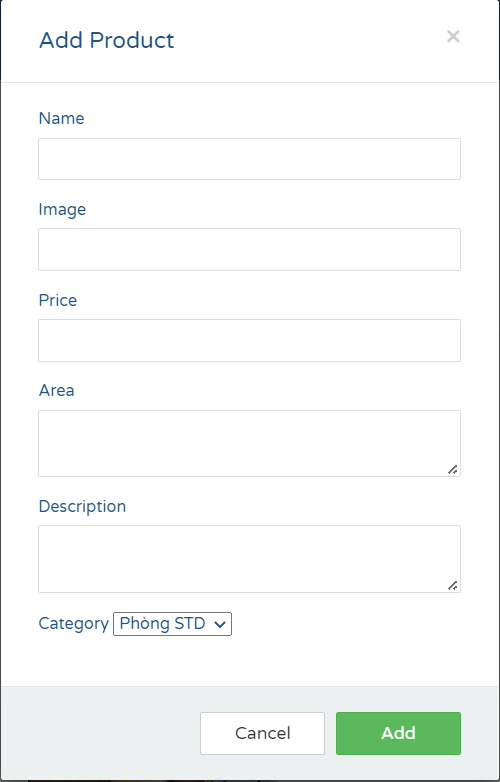 Add Product ×
Name
Image
Price
Area
Description
Category Phòng STD
Cancel Add